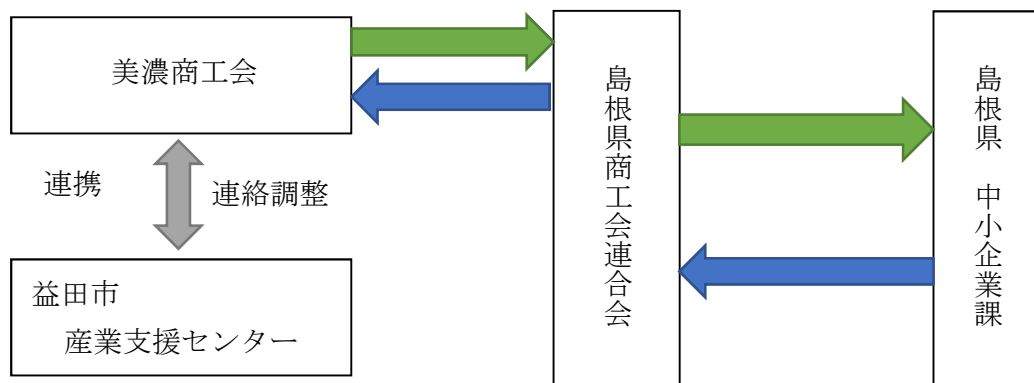 美濃商工会
連携
連絡調整
益田市
産業支援センター
島根県商工会連合会
島根県　中小企業課